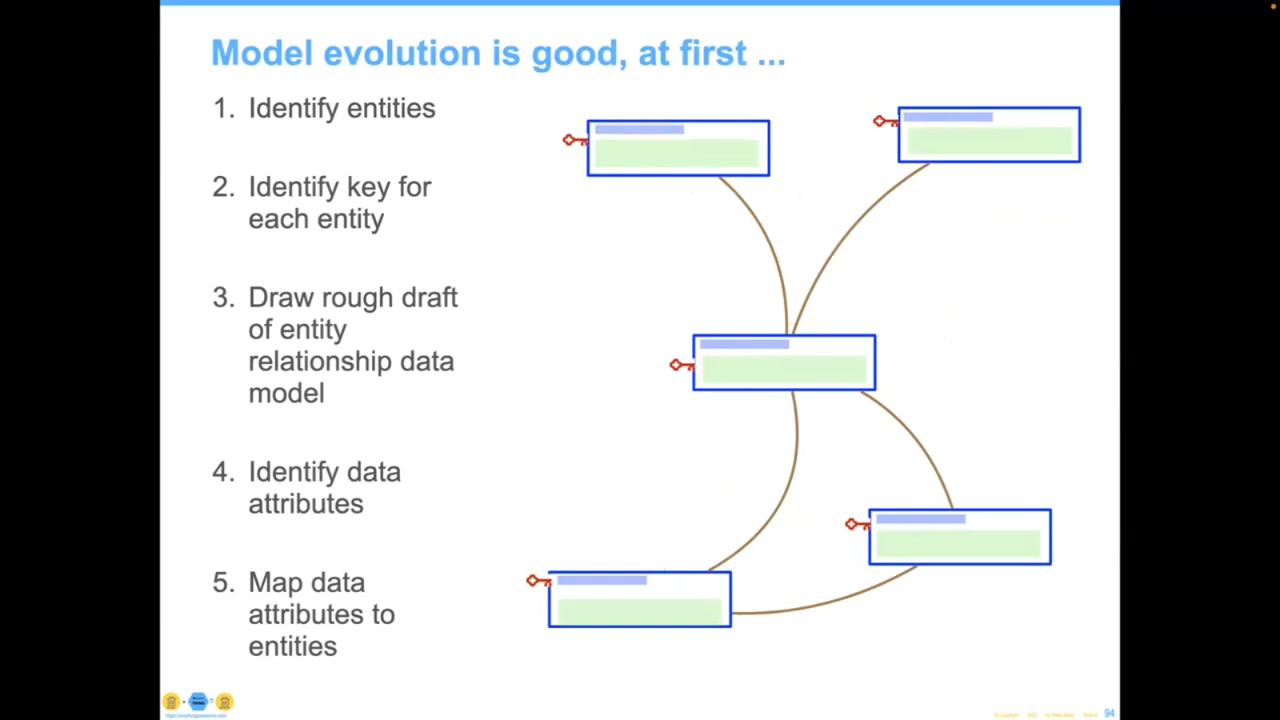 Model evolution is good, at first ...
1. Identify entities
2. Identify key for
each entity
3. Draw rough draft
of entity
relationship data
model
4. Identify data
attributes
5. Map data
attributes to
entities
94